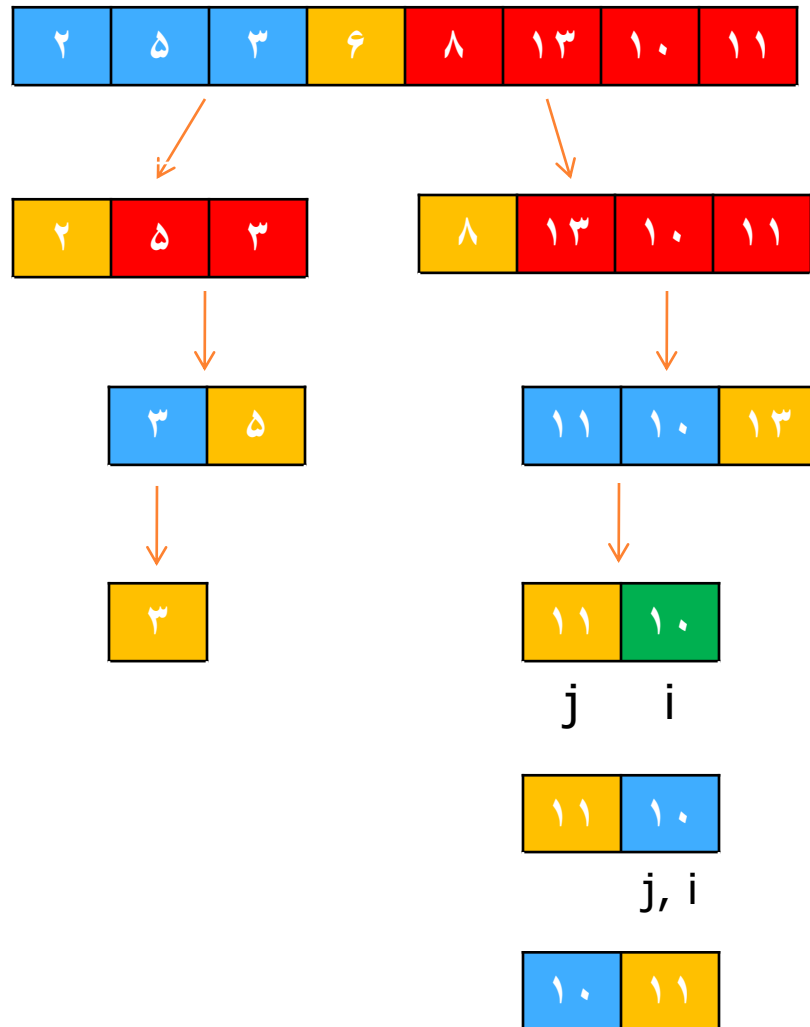 ۲ ۵ ۳ ۶ ۸ ۱۳ ۱۰ ۱۱
۲ ۵ ۳ ۸ ۱۳ ۱۰ ۱۱
۳ ۵ ۱۱ ۱۰ ۱۳
۳ ۱۱ ۱۰
j i
۱۱ ۱۰
j, i
۱۰ ۱۱